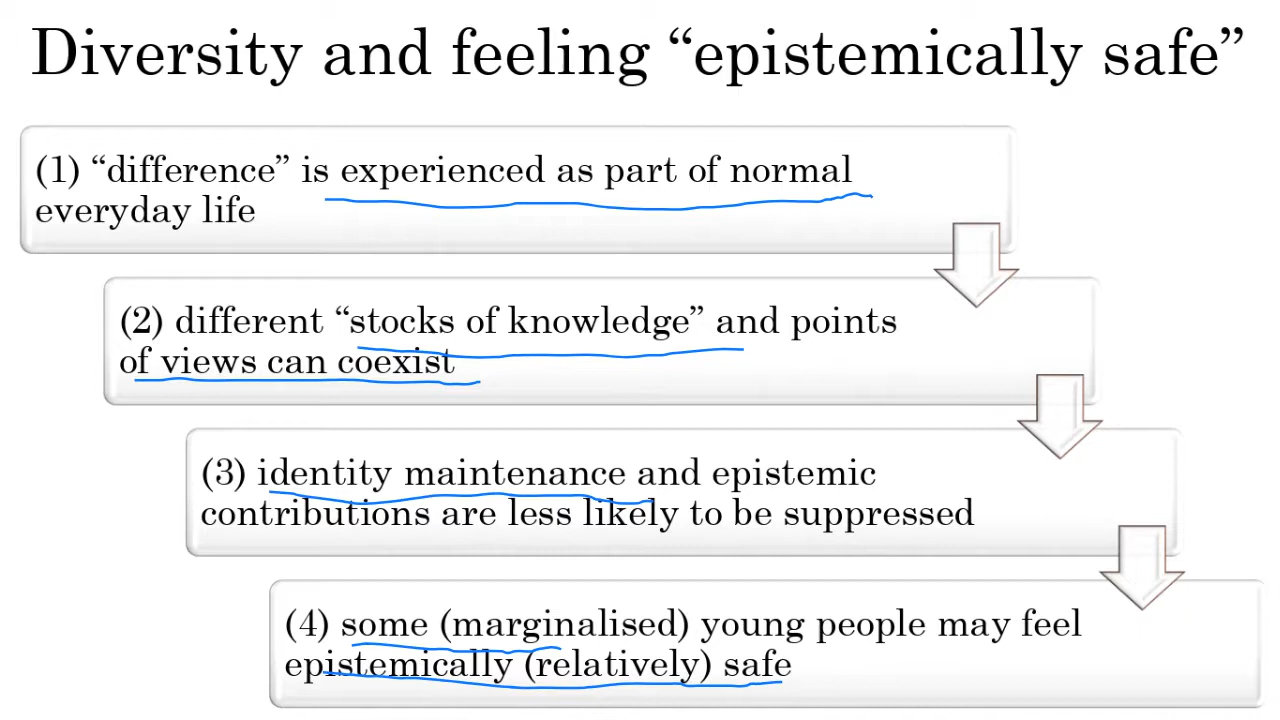 Diversity and feeling “epistemically safe”
(1) “difference” is experienced as part of normal
everyday life
(2) different “stocks of knowledge” and points
of views can coexist
(3) identity maintenance and epistemic
contributions are less likely to be suppressed
(4) some (marginalised) young people may feel
epistemically (relatively) safe